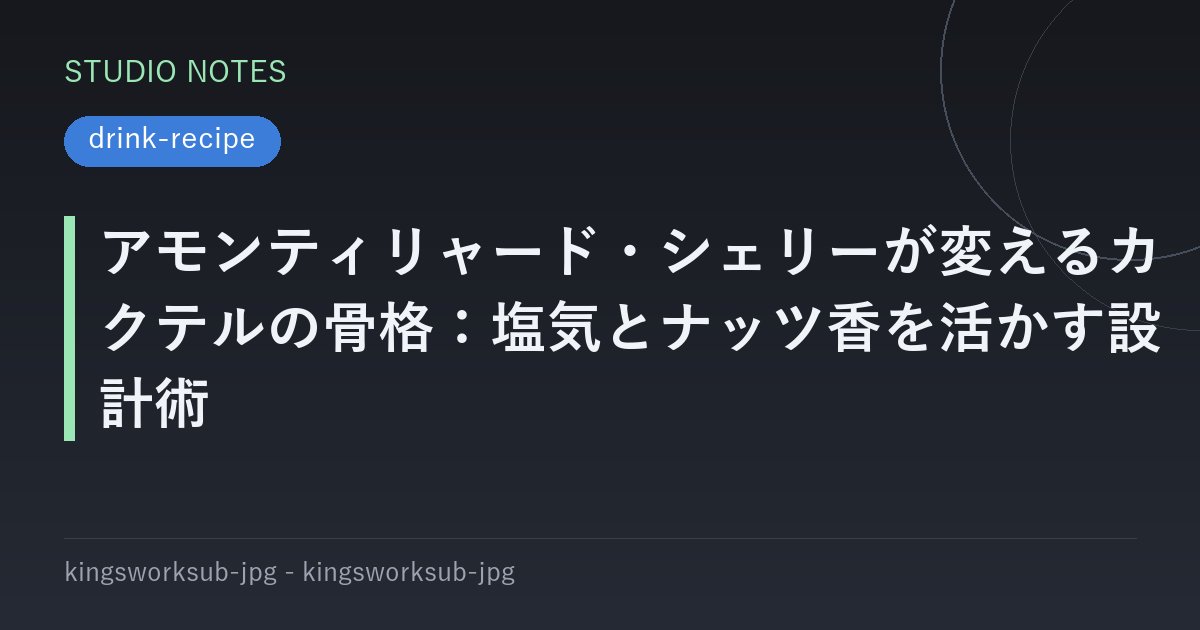 STUDIO NOTES
drink-recipe
アモンティリャード・シェリーが変えるカ
クテルの骨格：塩気とナッツ香を活かす設
計術
kingsworksub-jpg - kingsworksub-jpg